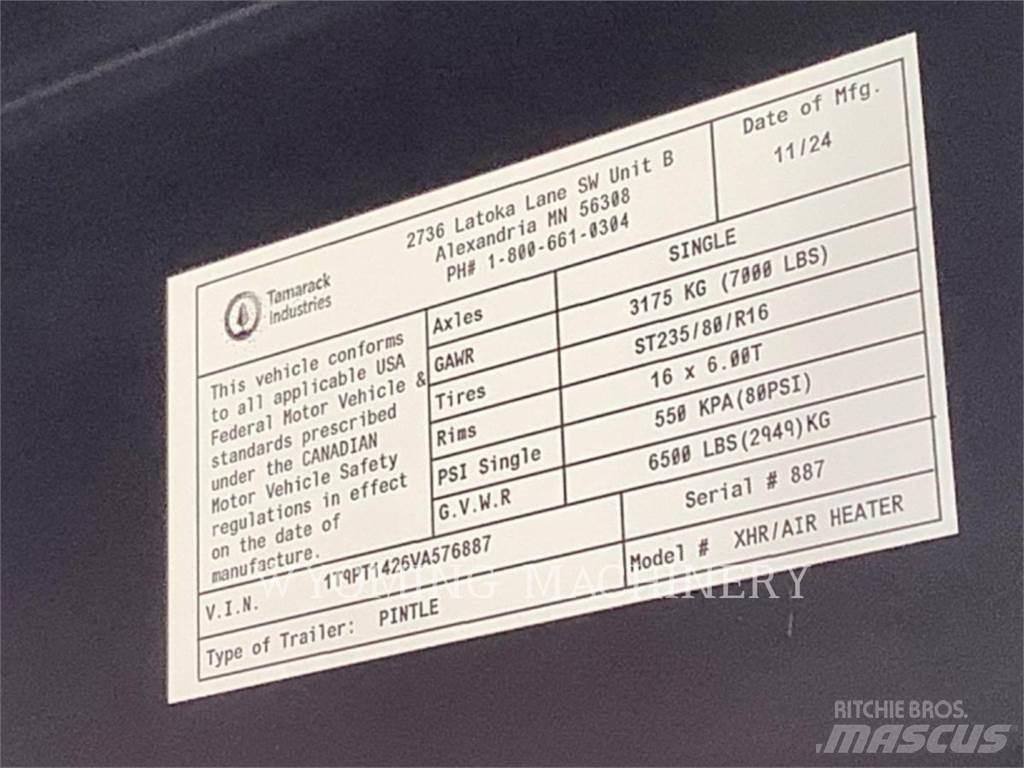 2736 Latoka Lane SW Unit B
Alexandria MN 56308
PH# 1-800-661-0304
Date of Mfg.
11/24
Tamarack
Industries
This vehicle conforms
to all applicable USA
Federal Motor Vehicle &
standards prescribed
under the CANADIAN
Motor Vehicle Safety
regulations in effect
on the date of
manufacture.
Axles SINGLE
GAWR 3175 KG (7000 LBS)
Tires ST235/80/R16
Rims 16 x 6.00T
PSI Single 550 KPA(80PSI)
G.V.W.R 6500 LBS(2949)KG
V.I.N. 1T9PT1426VA576887
Serial # 887
Type of Trailer: PINTLE
Model # XHR/AIR HEATER
WYOMING MACHINERY
RITCHIE BROS.
MASCUS